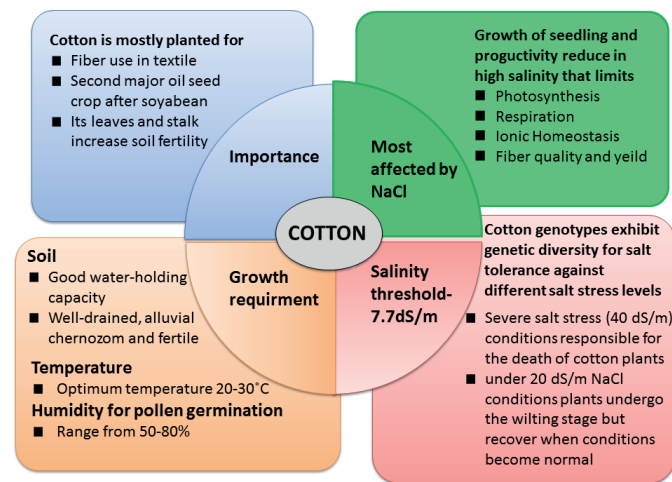 Cotton is mostly planted for
■ Fiber use in textile
■ Second major oil seed
crop after soyabean
■ Its leaves and stalk
increase soil fertility
Importance
Growth of seedling
and proguctivity reduce in
high salinity that limits
■ Photosynthesis
■ Respiration
■ Ionic Homeostasis
■ Fiber quality and yeild
Most
affected by
NaCl
COTTON
Soil
■ Good water-holding
capacity
■ Well-drained, alluvial
chernozom and fertile
Temperature
■ Optimum temperature 20-30˚C
Humidity for pollen germination
■ Range from 50-80%
Growth
requirment
Salinity
threshold-
7.7dS/m
Cotton genotypes exhibit
genetic diversity for salt
tolerance against
different salt stress levels
■ Severe salt stress (40 dS/m)
conditions responsible for
the death of cotton plants
■ under 20 dS/m NaCl
conditions plants undergo
the wilting stage but
recover when conditions
become normal